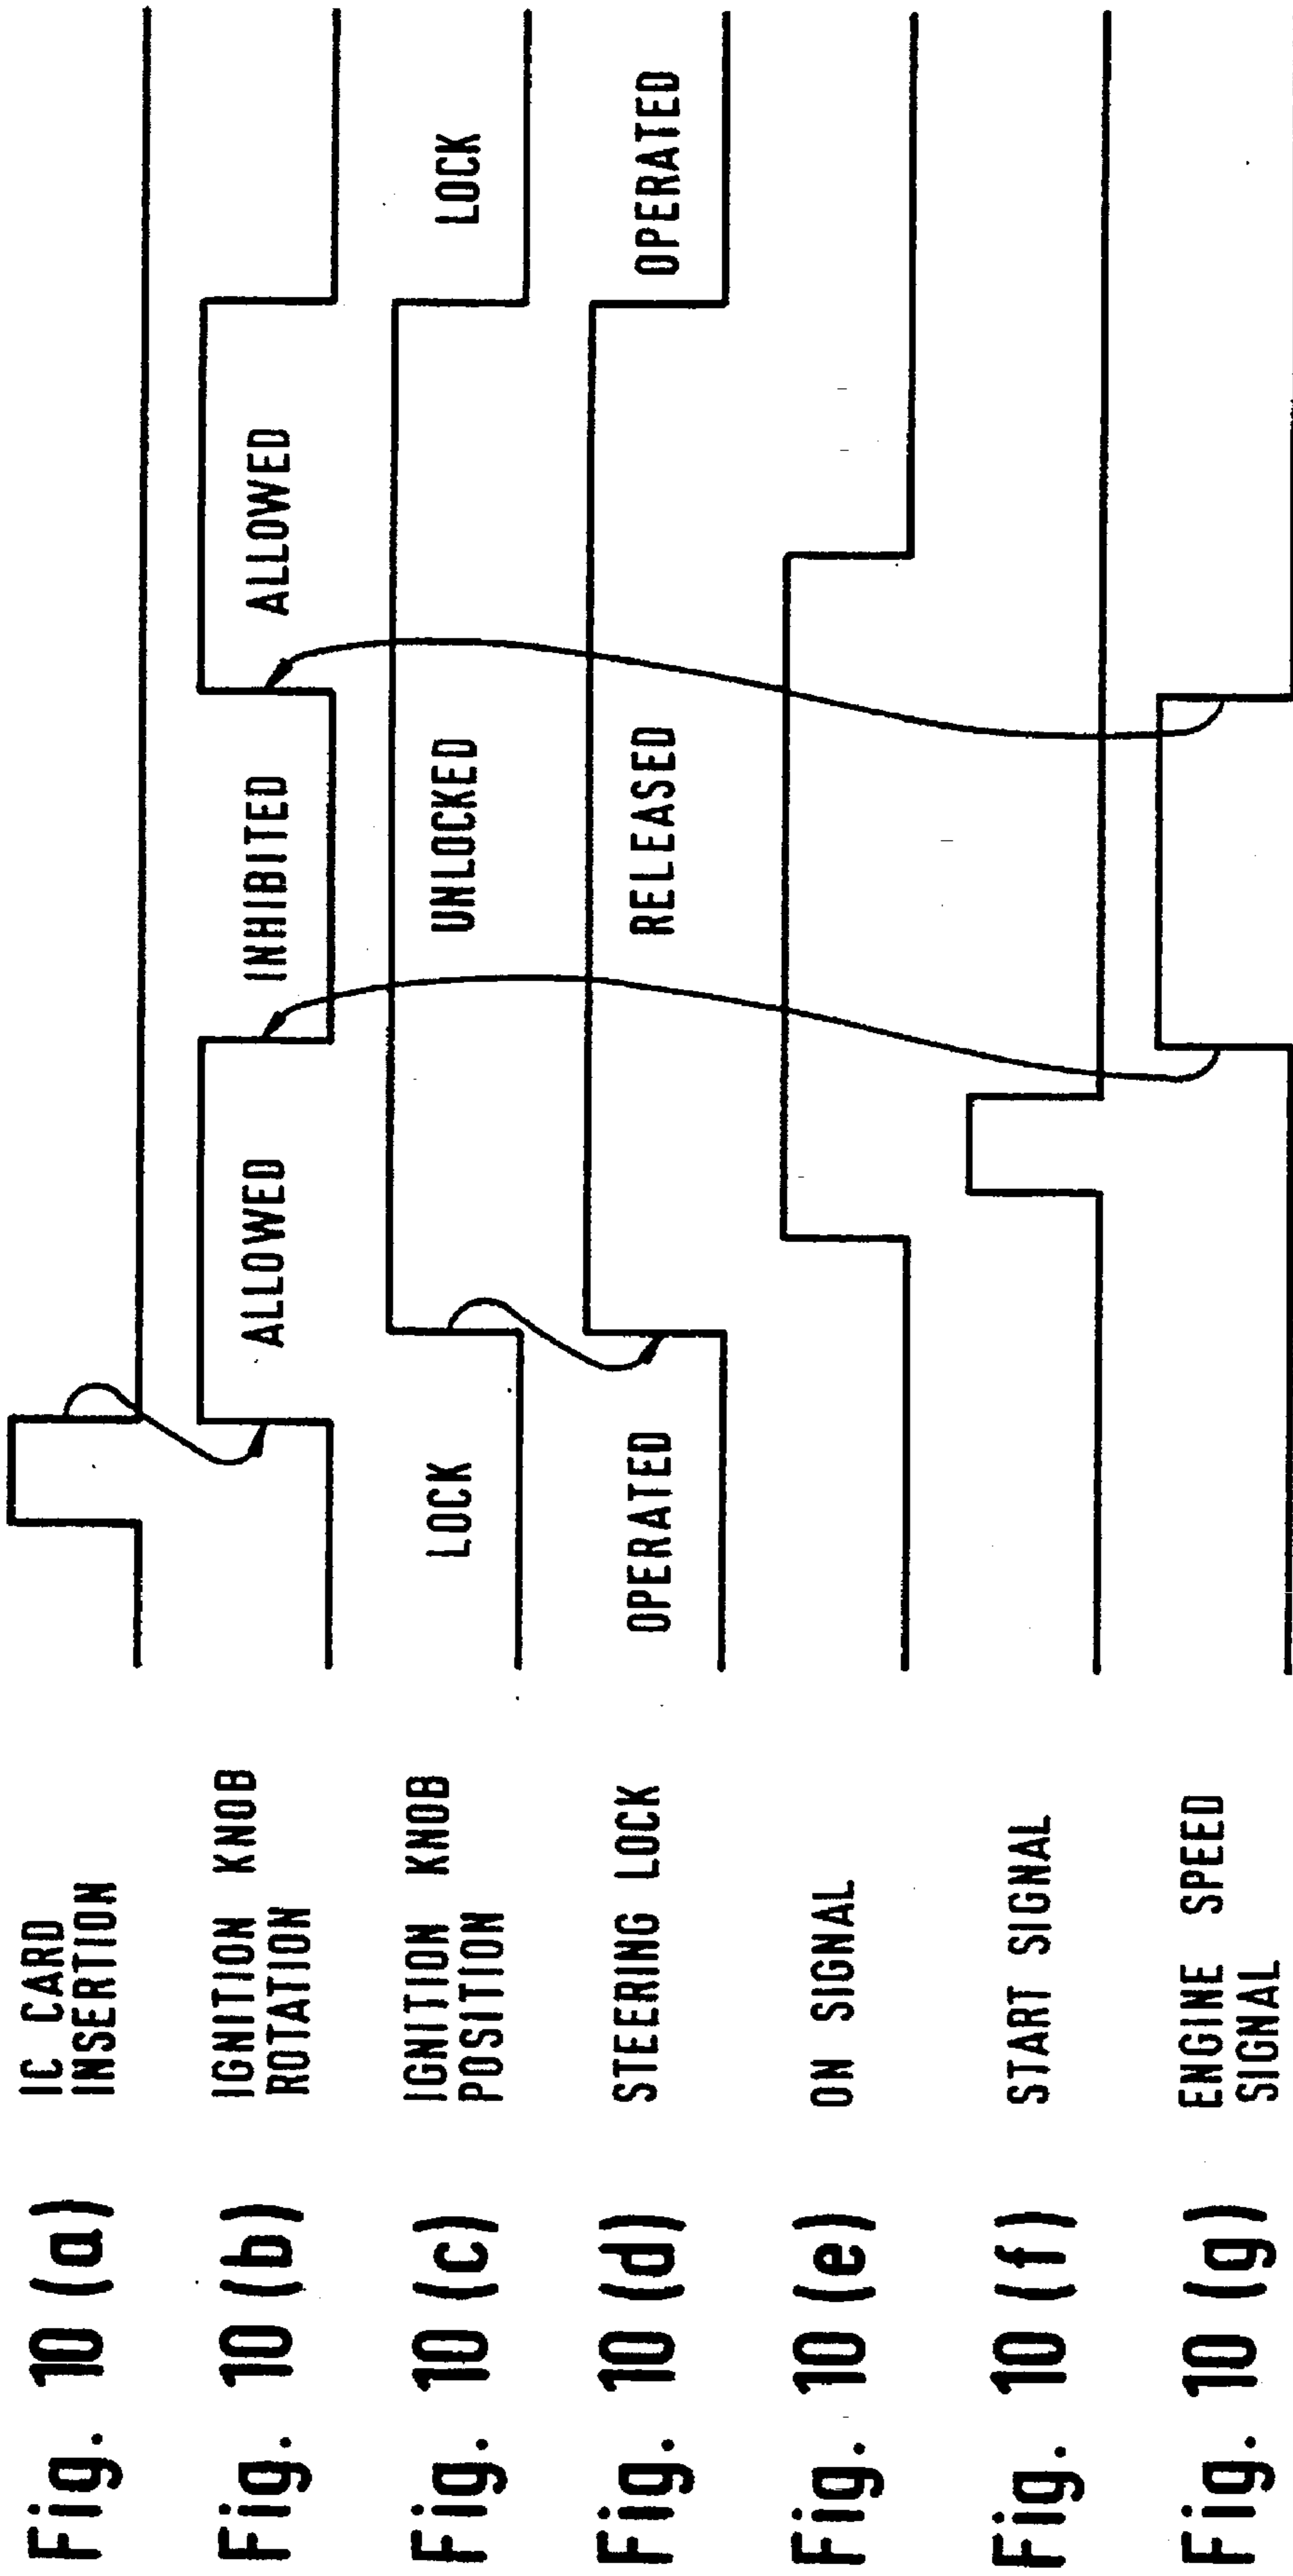 Fig. 10 (a)
IC CARD
INSERTION
Fig. 10 (b)
IGNITION KNOB
ROTATION
ALLOWED
INHIBITED
ALLOWED
Fig. 10 (c)
IGNITION KNOB
POSITION
LOCK
UNLOCKED
LOCK
Fig. 10 (d)
STEERING LOCK
OPERATED
RELEASED
OPERATED
Fig. 10 (e)
ON SIGNAL
Fig. 10 (f)
START SIGNAL
Fig. 10 (g)
ENGINE SPEED
SIGNAL